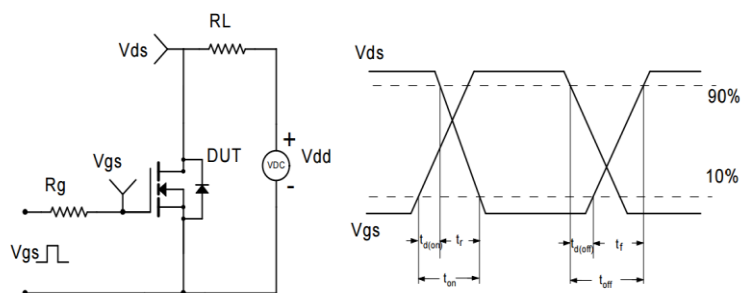 RL
Vds
Vdd
+
VDC
-
DUT
Vgs
Rg
Vgs
Vds
90%
10%
Vgs
td(on)
tr
td(off)
tf
ton
toff